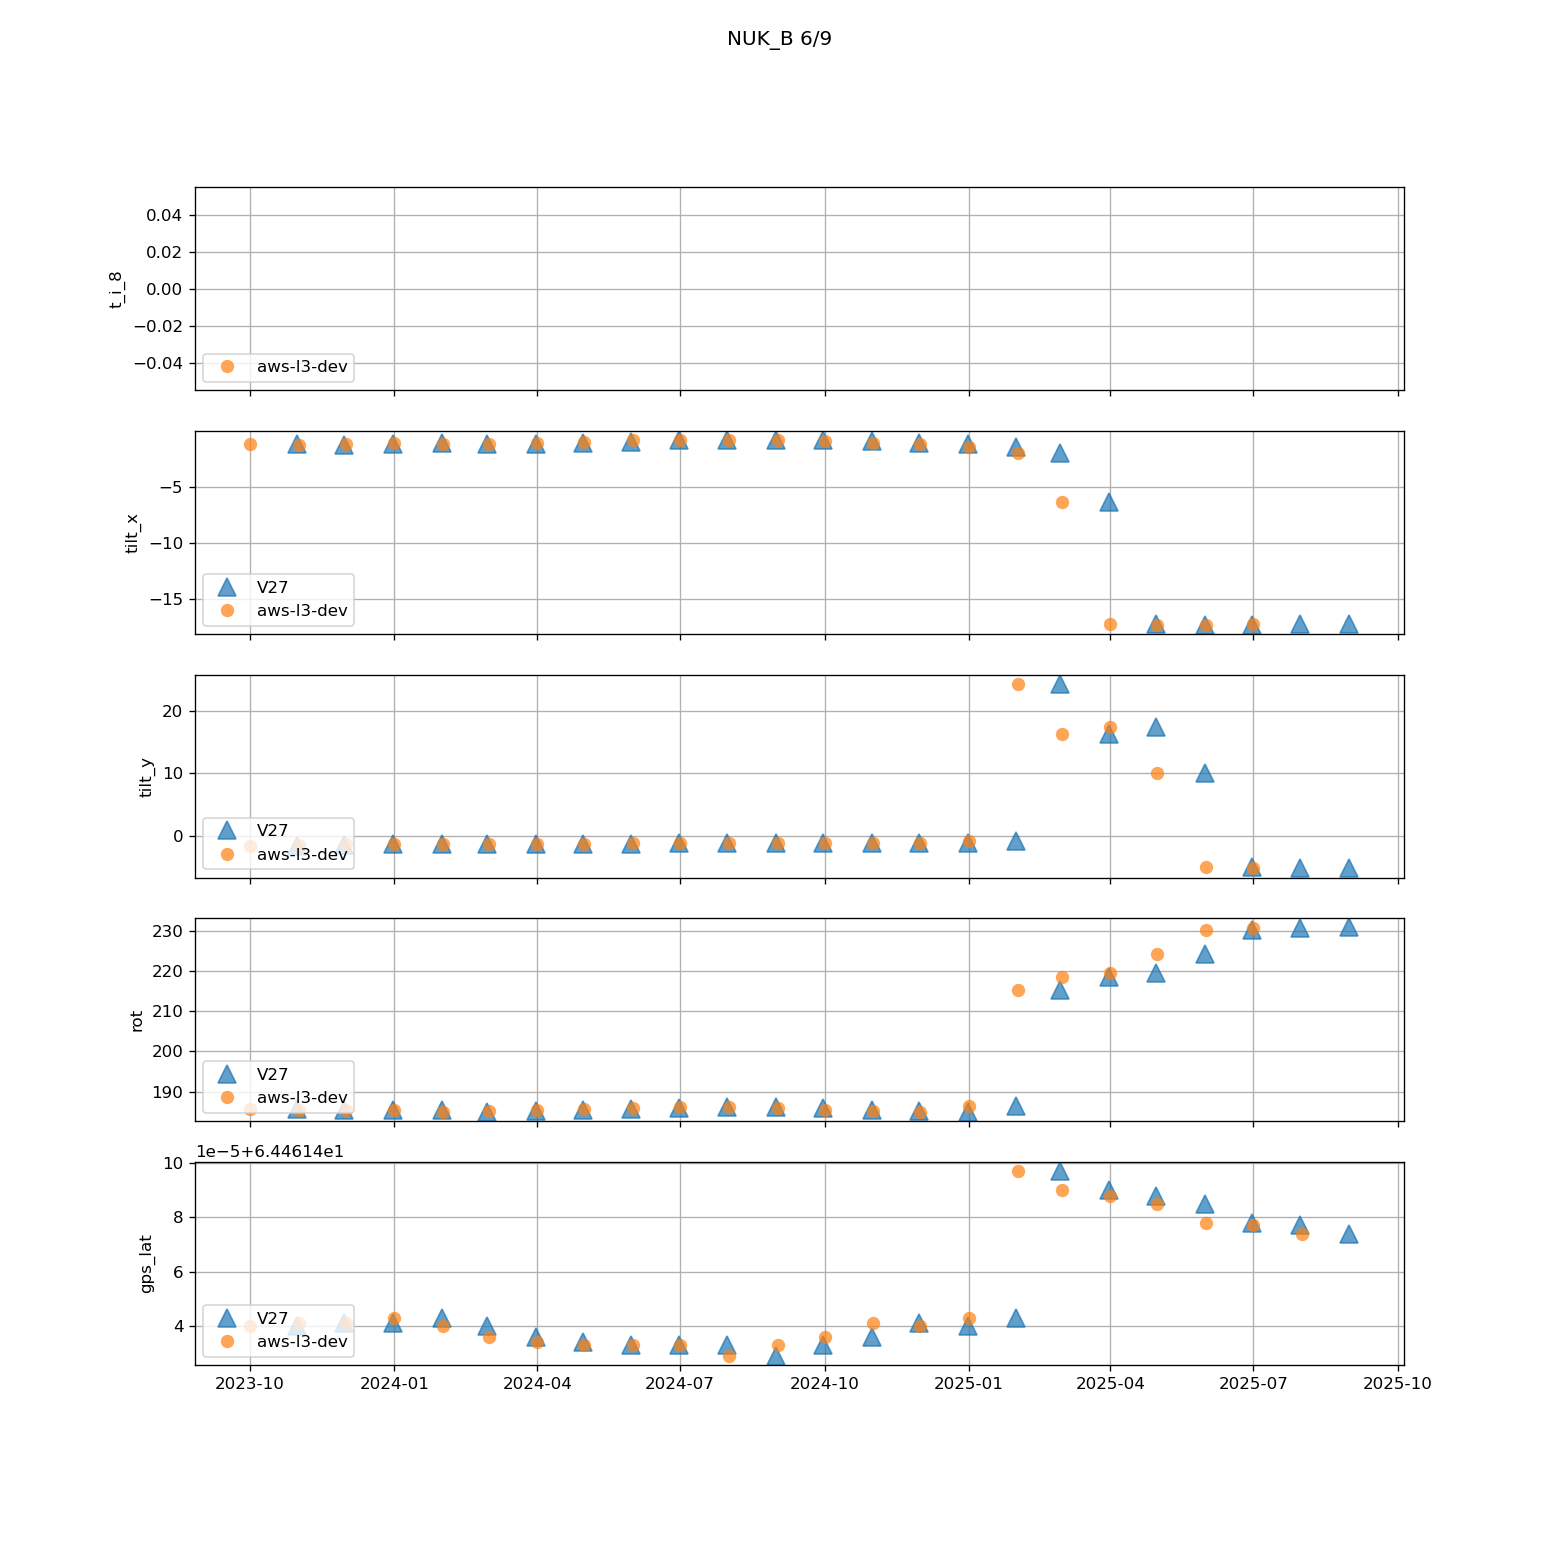 NUK_B 6/9
t_i_8
0.04
0.02
0.00
−0.02
−0.04
aws-l3-dev
tilt_x
−5
−10
−15
V27
aws-l3-dev
tilt_y
20
10
0
V27
aws-l3-dev
rot
230
220
210
200
190
V27
aws-l3-dev
1e−5+6.44614e1
gps_lat
10
8
6
4
V27
aws-l3-dev
2023-10 2024-01 2024-04 2024-07 2024-10 2025-01 2025-04 2025-07 2025-10